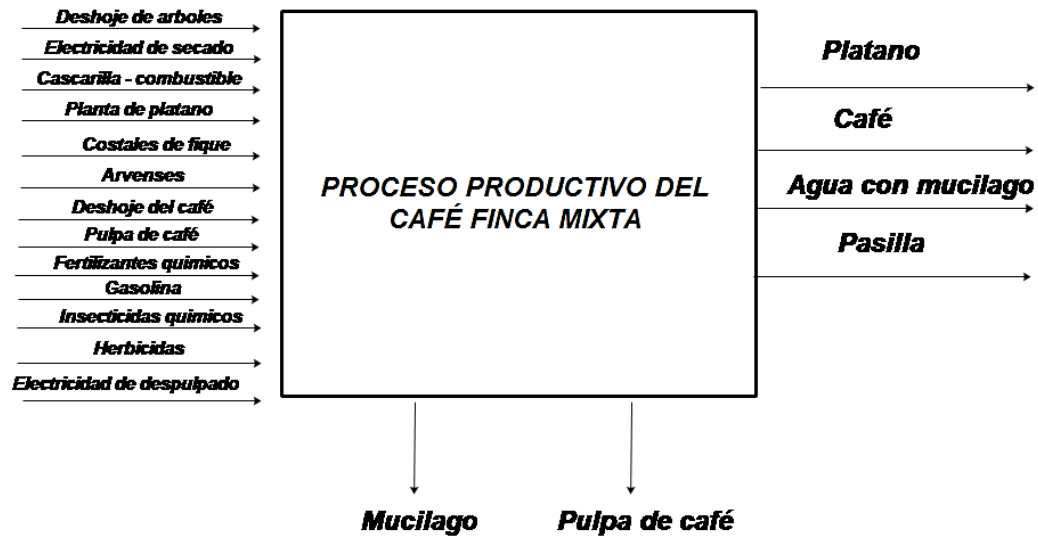 Deshoje de arboles
Electricidad de secado
Cascarilla - combustible
Planta de platano
Costales de fique
Arvenses
Deshoje del café
Pulpa de café
Fertilizantes quimicos
Gasolina
Insecticidas quimicos
Herbicidas
Electricidad de despulpado
PROCESO PRODUCTIVO DEL
CAFÉ FINCA MIXTA
Platano
Café
Agua con mucilago
Pasilla
Mucilago
Pulpa de café